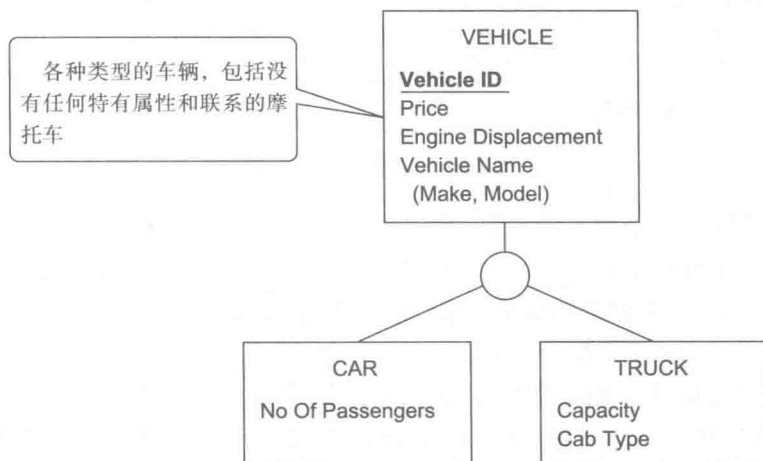 各种类型的车辆，包括没
有任何特有属性和联系的摩
托车
VEHICLE
Vehicle ID
Price
Engine Displacement
Vehicle Name
(Make, Model)
CAR
No Of Passengers
TRUCK
Capacity
Cab Type